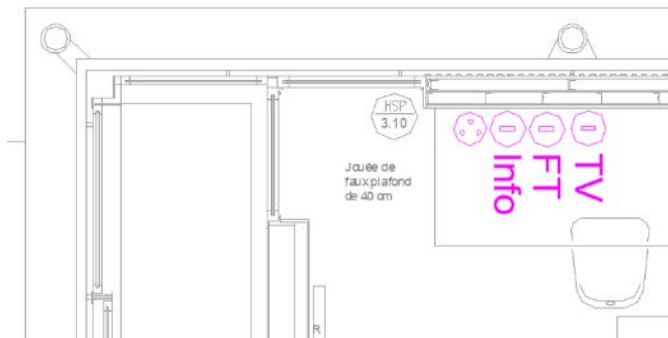 HSP
3.10
Jouée de
faux plafond
de 40 cm
Info
FT
TV
R